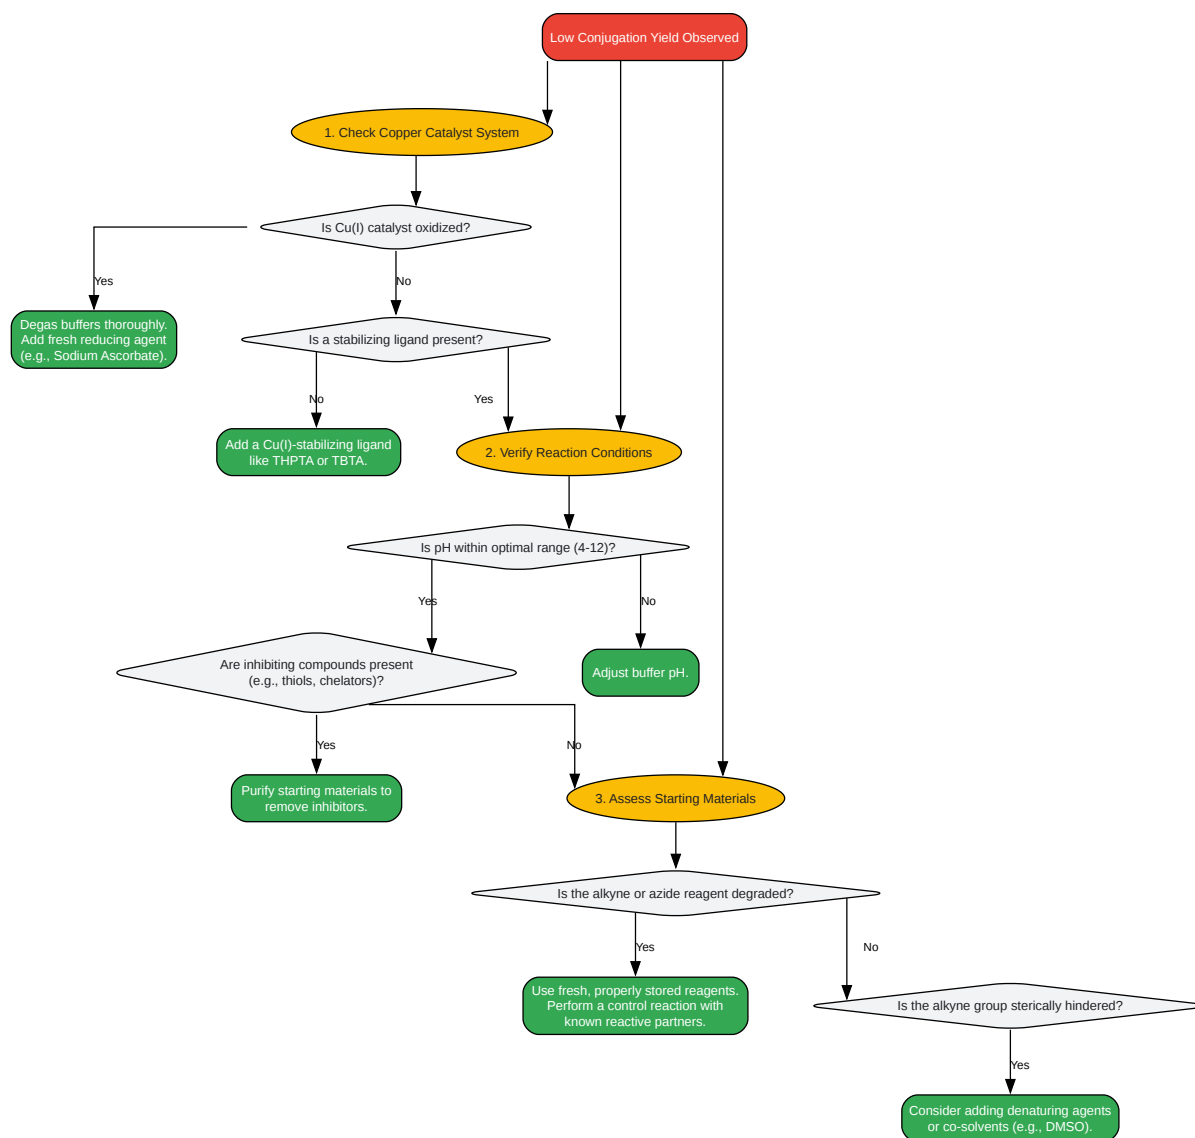 Low Conjugation Yield Observed
1. Check Copper Catalyst System
Is Cu(I) catalyst oxidized?
Yes
No
Degas buffers thoroughly.
Add fresh reducing agent
(e.g., Sodium Ascorbate).
Is a stabilizing ligand present?
No
Yes
Add a Cu(I)-stabilizing ligand
like THPTA or TBTA.
2. Verify Reaction Conditions
Is pH within optimal range (4-12)?
Yes
No
Are inhibiting compounds present
(e.g., thiols, chelators)?
Adjust buffer pH.
Yes
No
Purify starting materials to
remove inhibitors.
3. Assess Starting Materials
Is the alkyne or azide reagent degraded?
Yes
No
Use fresh, properly stored reagents.
Perform a control reaction with
known reactive partners.
Is the alkyne group sterically hindered?
Yes
Consider adding denaturing agents
or co-solvents (e.g., DMSO).